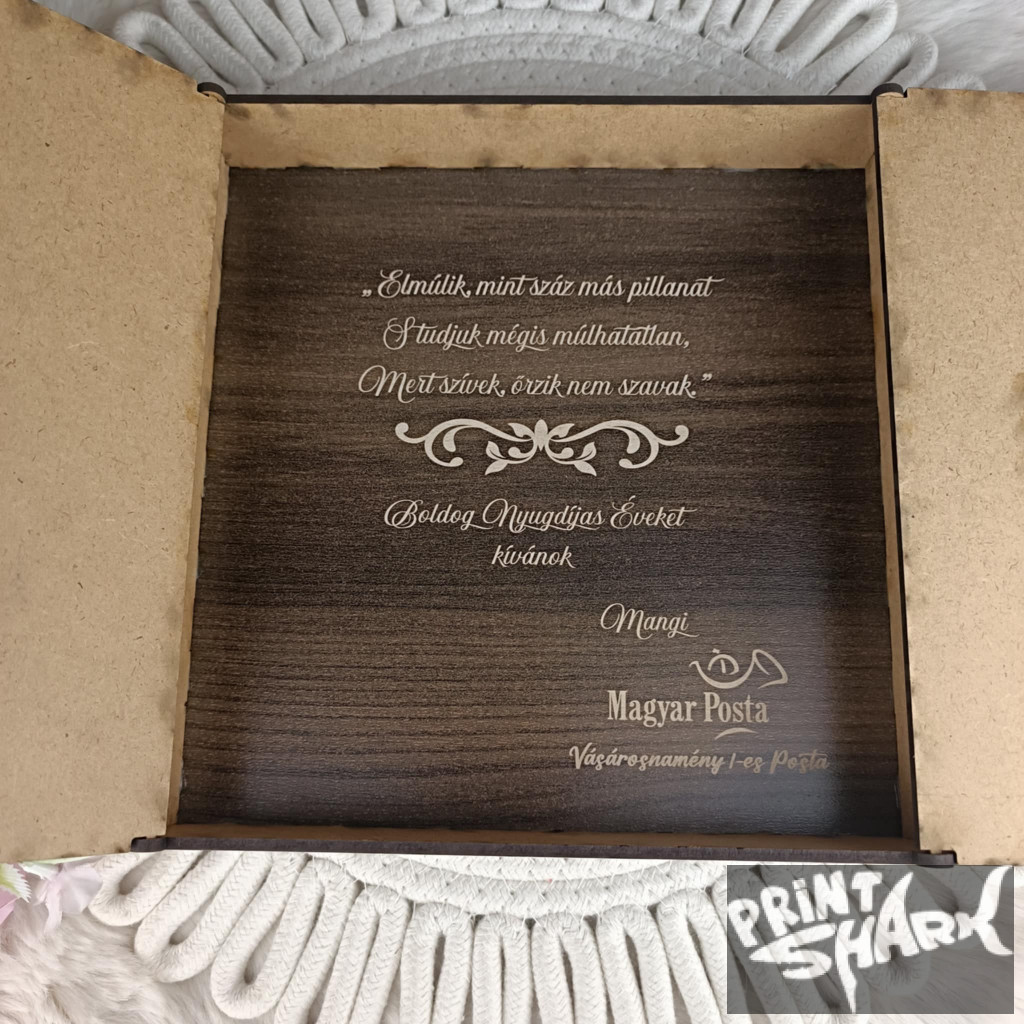 „Elmúlik, mint száz más pillanat
S tudjuk mégis múlhatatlan,
Mert szívek, őrzik nem szavak."
Boldog Nyugdíjas Éveket
kívánok
Mangi
Magyar Posta
Vásárosnamény 1-es Posta
PRINT
SHARK